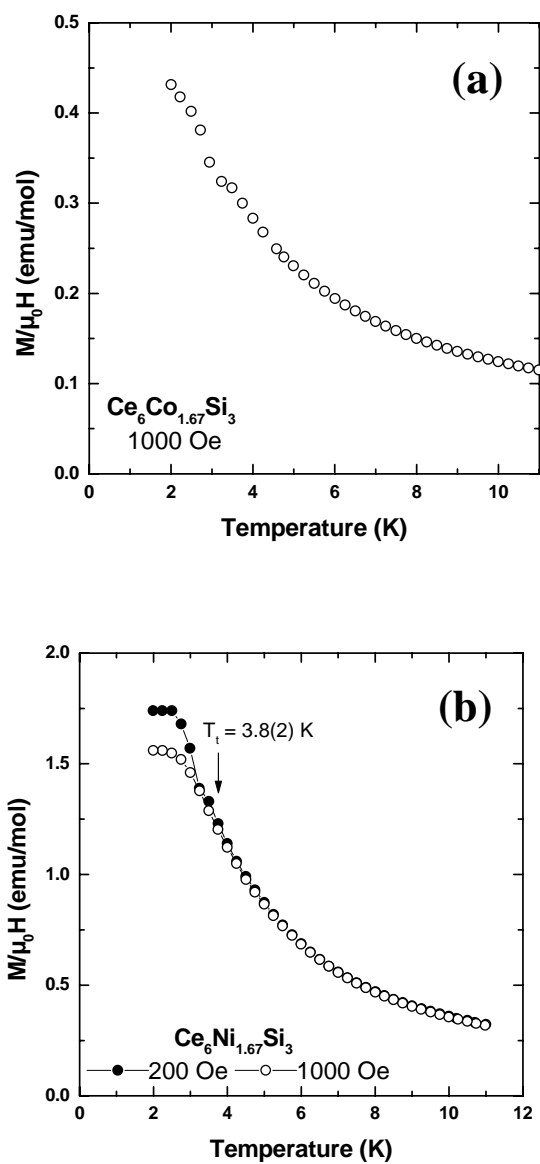 0.5
(a)
0.4
0.3
0.2
0.1
0.0
M/μ₀H (emu/mol)
Ce₆Co₁.₆₇Si₃
1000 Oe
0 2 4 6 8 10
Temperature (K)
2.0
(b)
1.5
1.0
0.5
0.0
M/μ₀H (emu/mol)
Tₜ = 3.8(2) K
Ce₆Ni₁.₆₇Si₃
200 Oe 1000 Oe
0 2 4 6 8 10 12
Temperature (K)